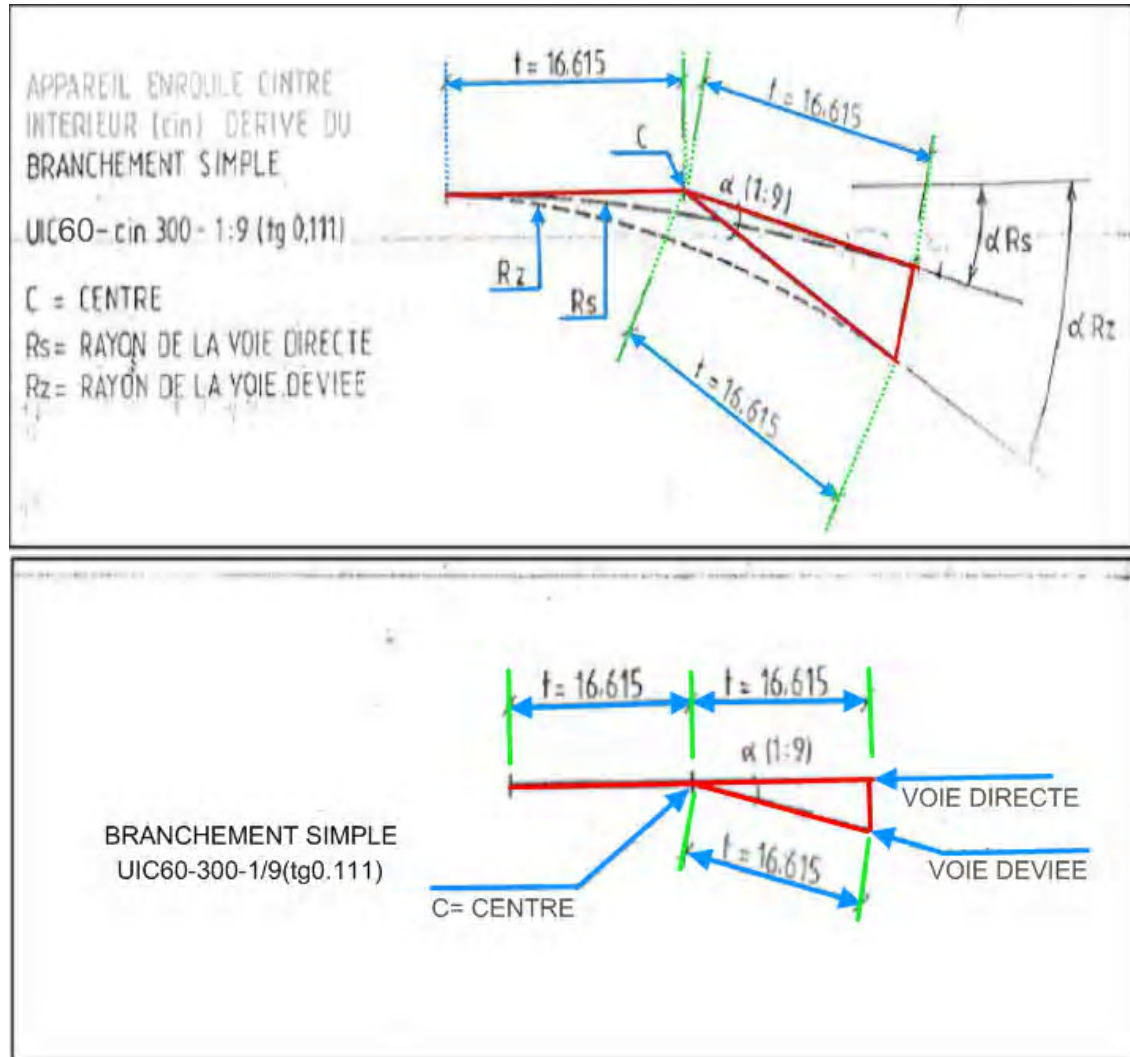 APPAREIL ENROULE CINTRE
INTERIEUR (cin) DERIVE DU
BRANCHEMENT SIMPLE
UIC60-cin 300-1:9 (tg 0,111)
C = CENTRE
Rs= RAYON DE LA VOIE DIRECTE
Rz= RAYON DE LA VOIE DEVIEE
t = 16.615
t = 16.615
C
α (1:9)
Rz
Rs
α Rs
α Rz
t = 16.615
t = 16.615
t = 16.615
α (1:9)
VOIE DIRECTE
BRANCHEMENT SIMPLE
UIC60-300-1/9(tg0.111)
t = 16.615
VOIE DEVIEE
C= CENTRE